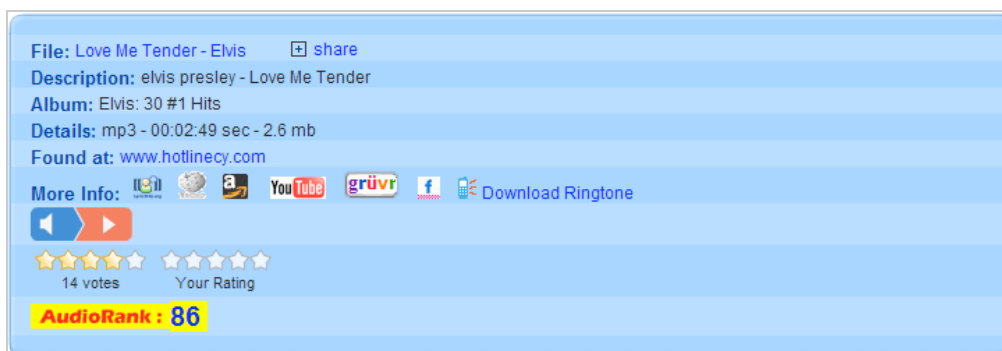 File: Love Me Tender - Elvis share
Description: elvis presley - Love Me Tender
Album: Elvis: 30 #1 Hits
Details: mp3 - 00:02:49 sec - 2.6 mb
Found at: www.hotlinecy.com
More Info: a YouTube grüvr f Download Ringtone
14 votes Your Rating
AudioRank : 86